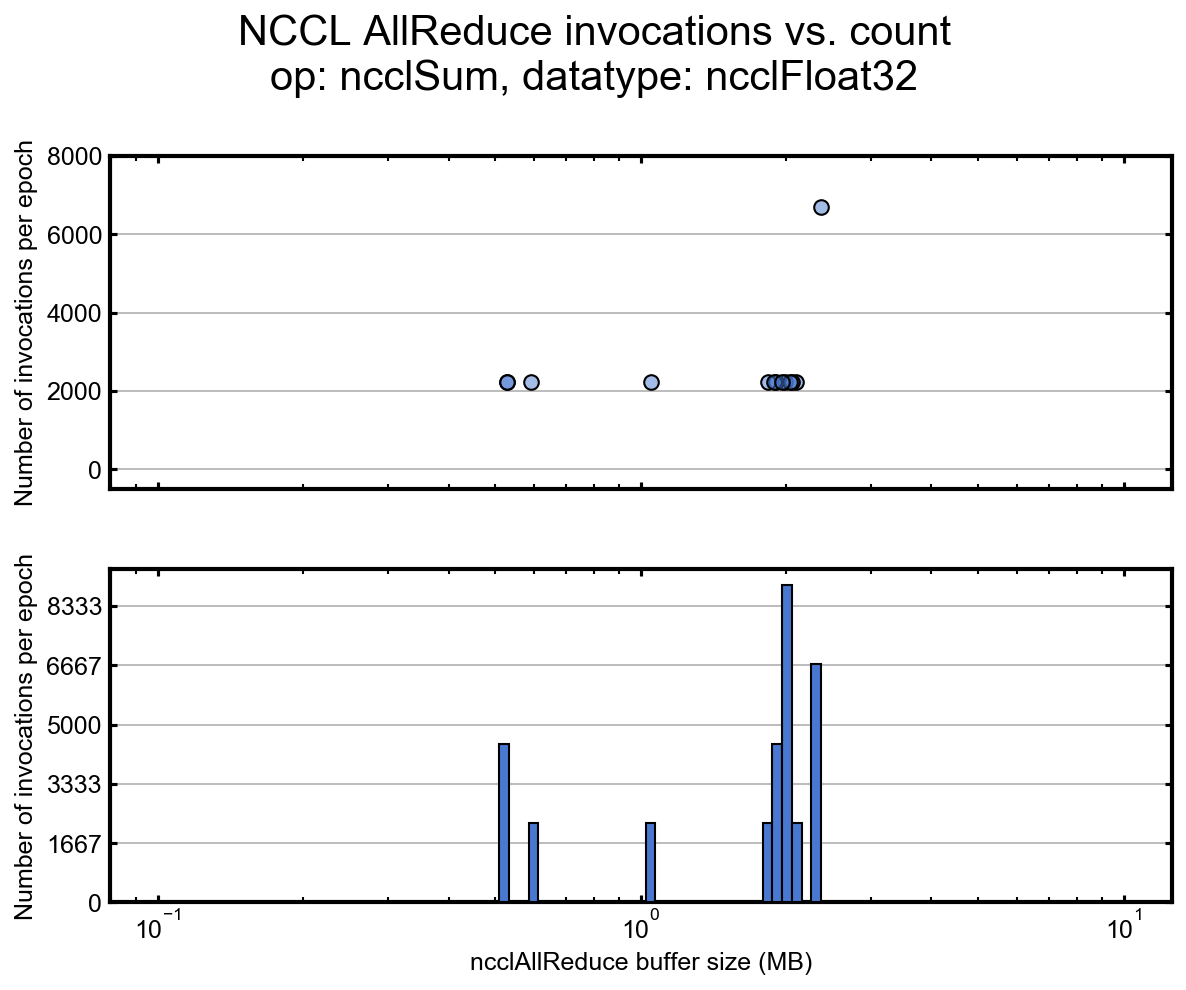 NCCL AllReduce invocations vs. count
op: ncclSum, datatype: ncclFloat32
Number of invocations per epoch
8000
6000
4000
2000
0
Number of invocations per epoch
8333
6667
5000
3333
1667
0
10⁻¹
10⁰
10¹
ncclAllReduce buffer size (MB)